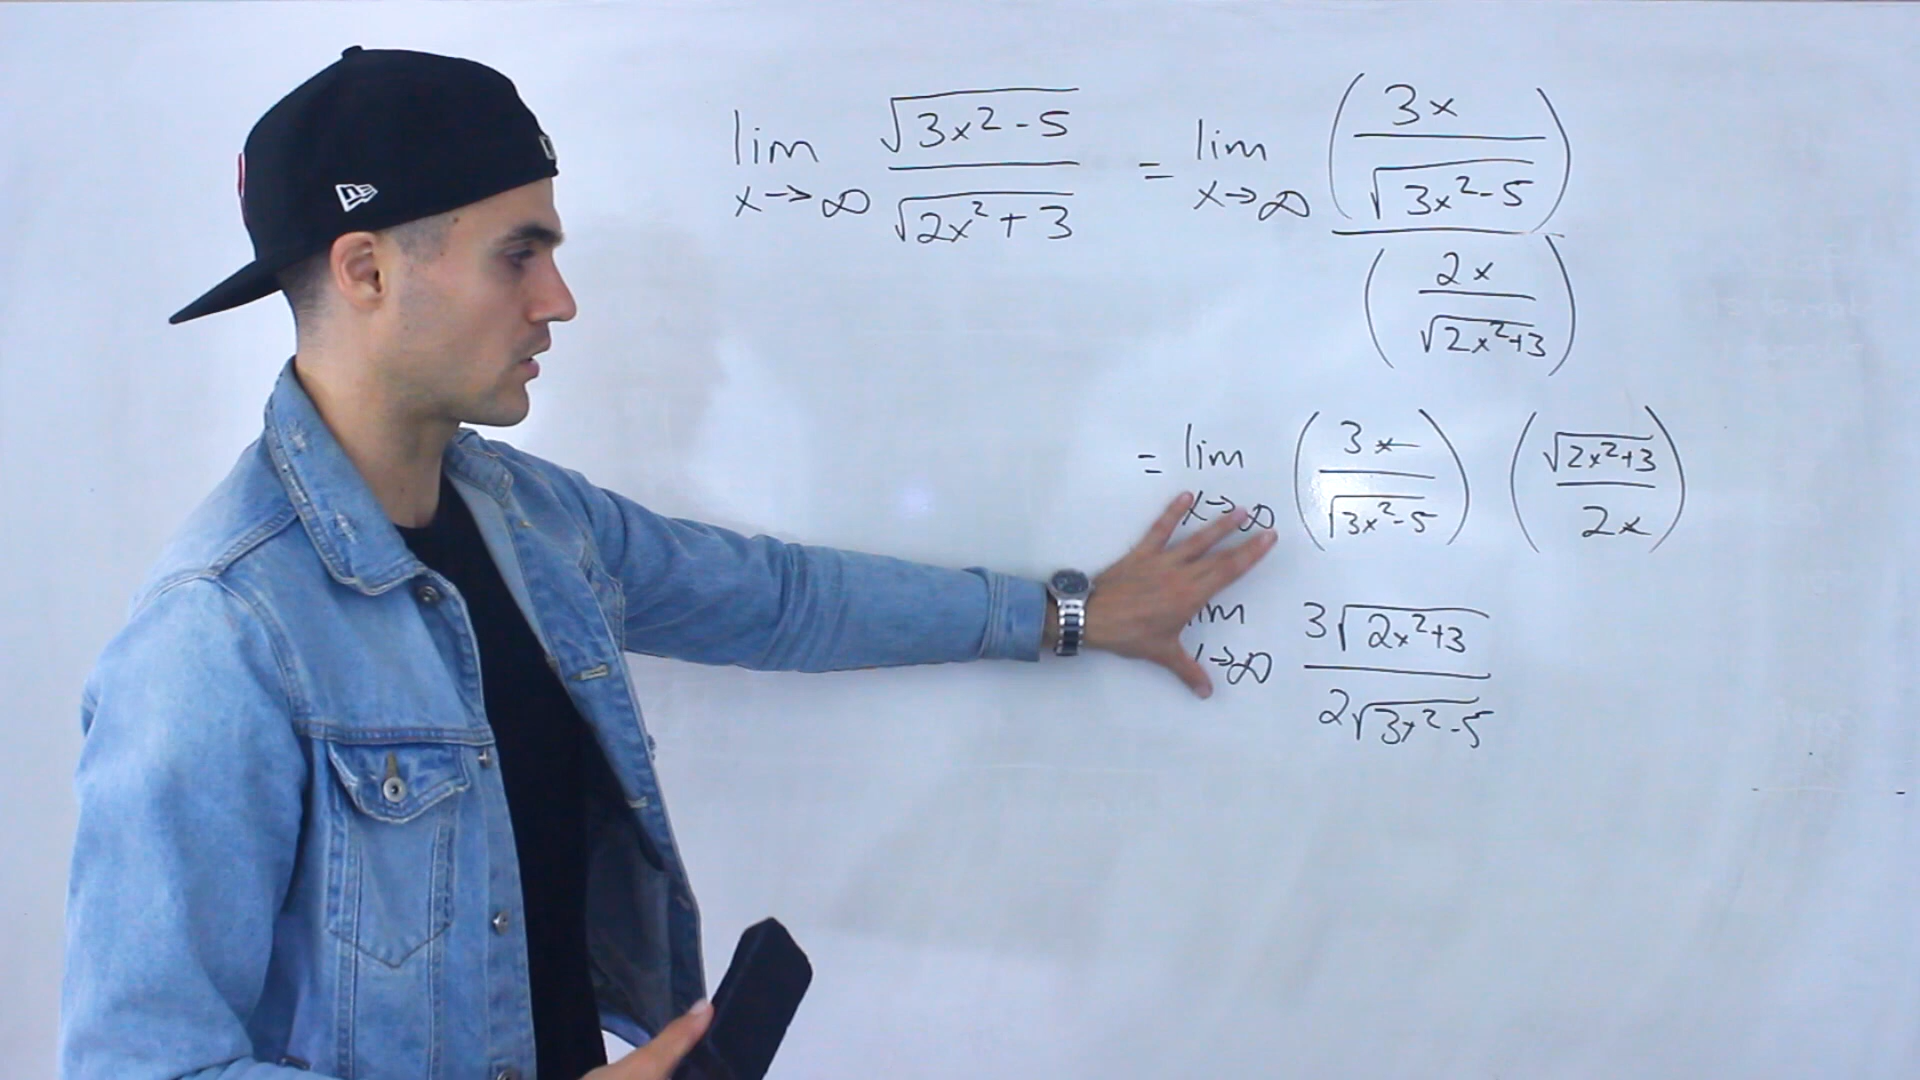 lim x→∞ √(3x²-5) / √(2x²+3) = lim x→∞ (3x / √(3x²-5)) / (2x / √(2x²+3))
= lim x→∞ (3x / √(3x²-5)) (√(2x²+3) / 2x)
im →∞ 3√(2x²+3) / 2√(3x²-5)